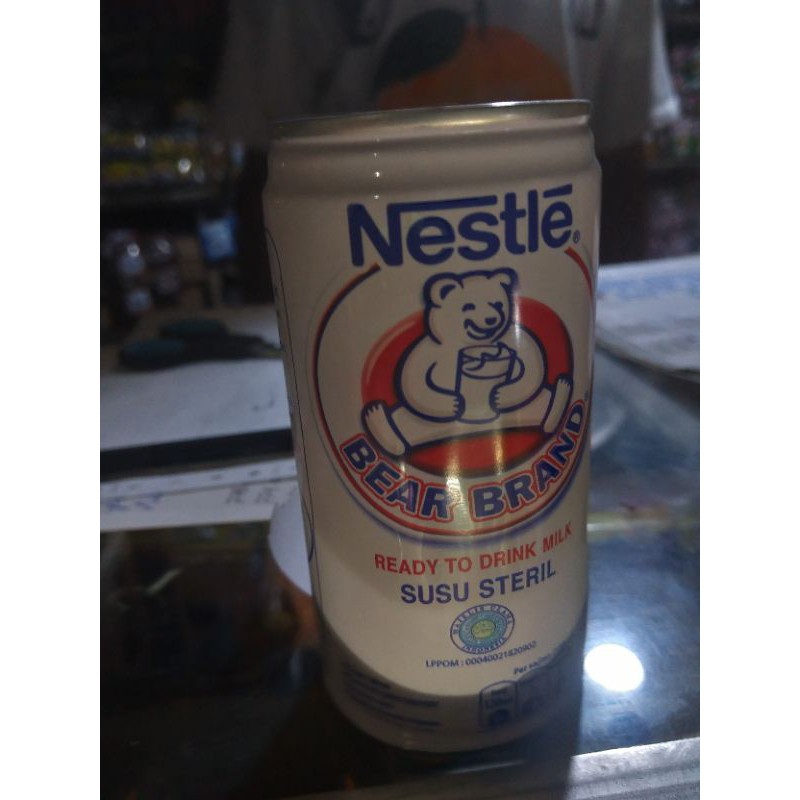 Nestlé®
BEAR BRAND
READY TO DRINK MILK
SUSU STERIL
LPPOM : 00040021820902